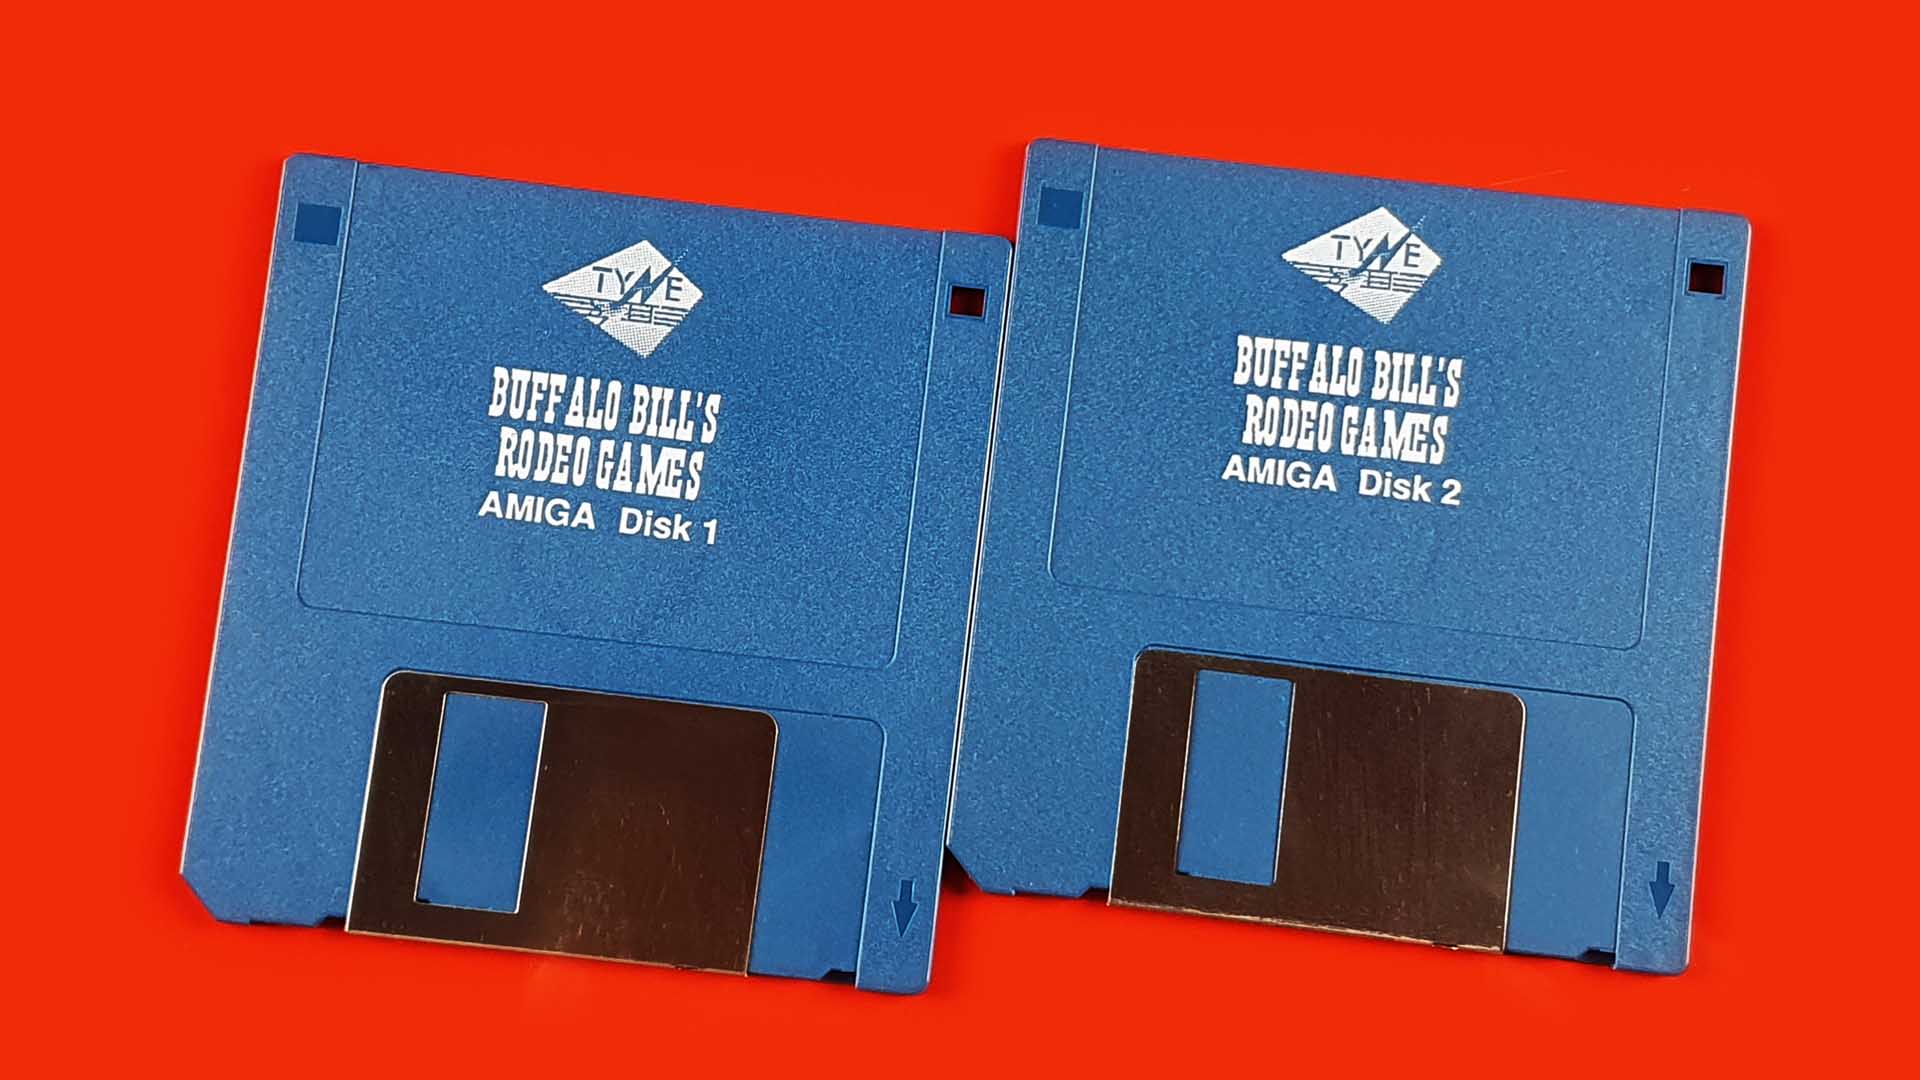 TYNE
BUFFALO BILL'S
RODEO GAMES
AMIGA Disk 1
TYNE
BUFFALO BILL'S
RODEO GAMES
AMIGA Disk 2